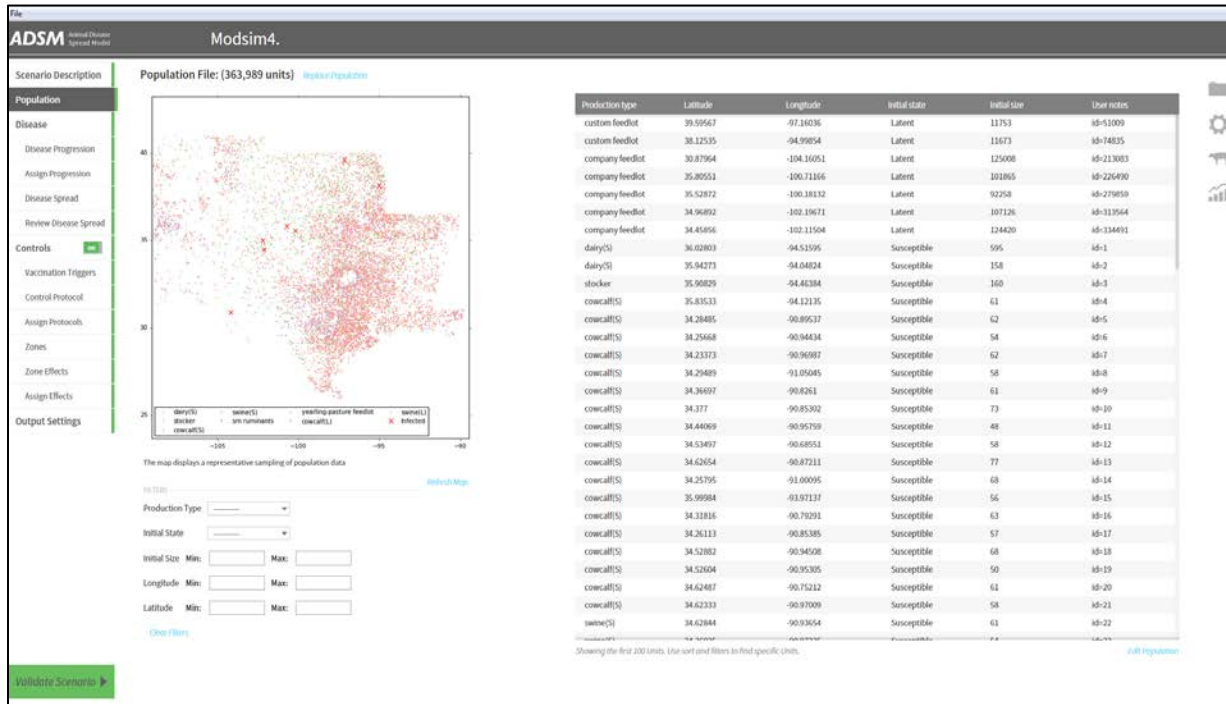 File
ADSM Animal Disease Spread Model Modsim4.
Scenario Description
Population
Disease
Disease Progression
Assign Progression
Disease Spread
Review Disease Spread
Controls ON
Vaccination Triggers
Control Protocol
Assign Protocols
Zones
Zone Effects
Assign Effects
Output Settings
Validate Scenario
Population File: (363,989 units) Replace Population
40
35
30
25
-105 -100 -95 -90
dairy(S) swine(S) yearling-pasture feedlot swine(L)
stocker sm ruminants cowcalf(L) X Infected
cowcalf(S)
The map displays a representative sampling of population data
Refresh Map
FILTERS
Production Type ----------
Initial State ----------
Initial Size Min: Max:
Longitude Min: Max:
Latitude Min: Max:
Clear Filters
Production type Latitude Longitude Initial state Initial size User notes
custom feedlot 39.59567 -97.16036 Latent 11753 id=51009
custom feedlot 38.12535 -94.99854 Latent 11673 id=74835
company feedlot 30.87964 -104.16051 Latent 125008 id=213083
company feedlot 35.80551 -100.71166 Latent 101865 id=226490
company feedlot 35.52872 -100.18132 Latent 92258 id=279859
company feedlot 34.96892 -102.19671 Latent 107126 id=313564
company feedlot 34.45856 -102.11504 Latent 124420 id=334491
dairy(S) 36.02803 -94.51595 Susceptible 595 id=1
dairy(S) 35.94273 -94.04824 Susceptible 158 id=2
stocker 35.90829 -94.46384 Susceptible 160 id=3
cowcalf(S) 35.83533 -94.12135 Susceptible 61 id=4
cowcalf(S) 34.28485 -90.89537 Susceptible 62 id=5
cowcalf(S) 34.25668 -90.94434 Susceptible 54 id=6
cowcalf(S) 34.23373 -90.96987 Susceptible 62 id=7
cowcalf(S) 34.29489 -91.05045 Susceptible 58 id=8
cowcalf(S) 34.36697 -90.8261 Susceptible 61 id=9
cowcalf(S) 34.377 -90.85302 Susceptible 73 id=10
cowcalf(S) 34.44069 -90.95759 Susceptible 48 id=11
cowcalf(S) 34.53497 -90.68551 Susceptible 58 id=12
cowcalf(S) 34.62654 -90.87211 Susceptible 77 id=13
cowcalf(S) 34.25795 -91.00095 Susceptible 68 id=14
cowcalf(S) 35.99984 -93.97137 Susceptible 56 id=15
cowcalf(S) 34.31816 -90.79291 Susceptible 63 id=16
cowcalf(S) 34.26113 -90.85385 Susceptible 57 id=17
cowcalf(S) 34.52882 -90.94508 Susceptible 68 id=18
cowcalf(S) 34.52604 -90.95305 Susceptible 50 id=19
cowcalf(S) 34.62487 -90.75212 Susceptible 61 id=20
cowcalf(S) 34.62333 -90.97009 Susceptible 58 id=21
swine(S) 34.62844 -90.93654 Susceptible 61 id=22
Showing the first 100 Units. Use sort and filters to find specific Units. Edit Population